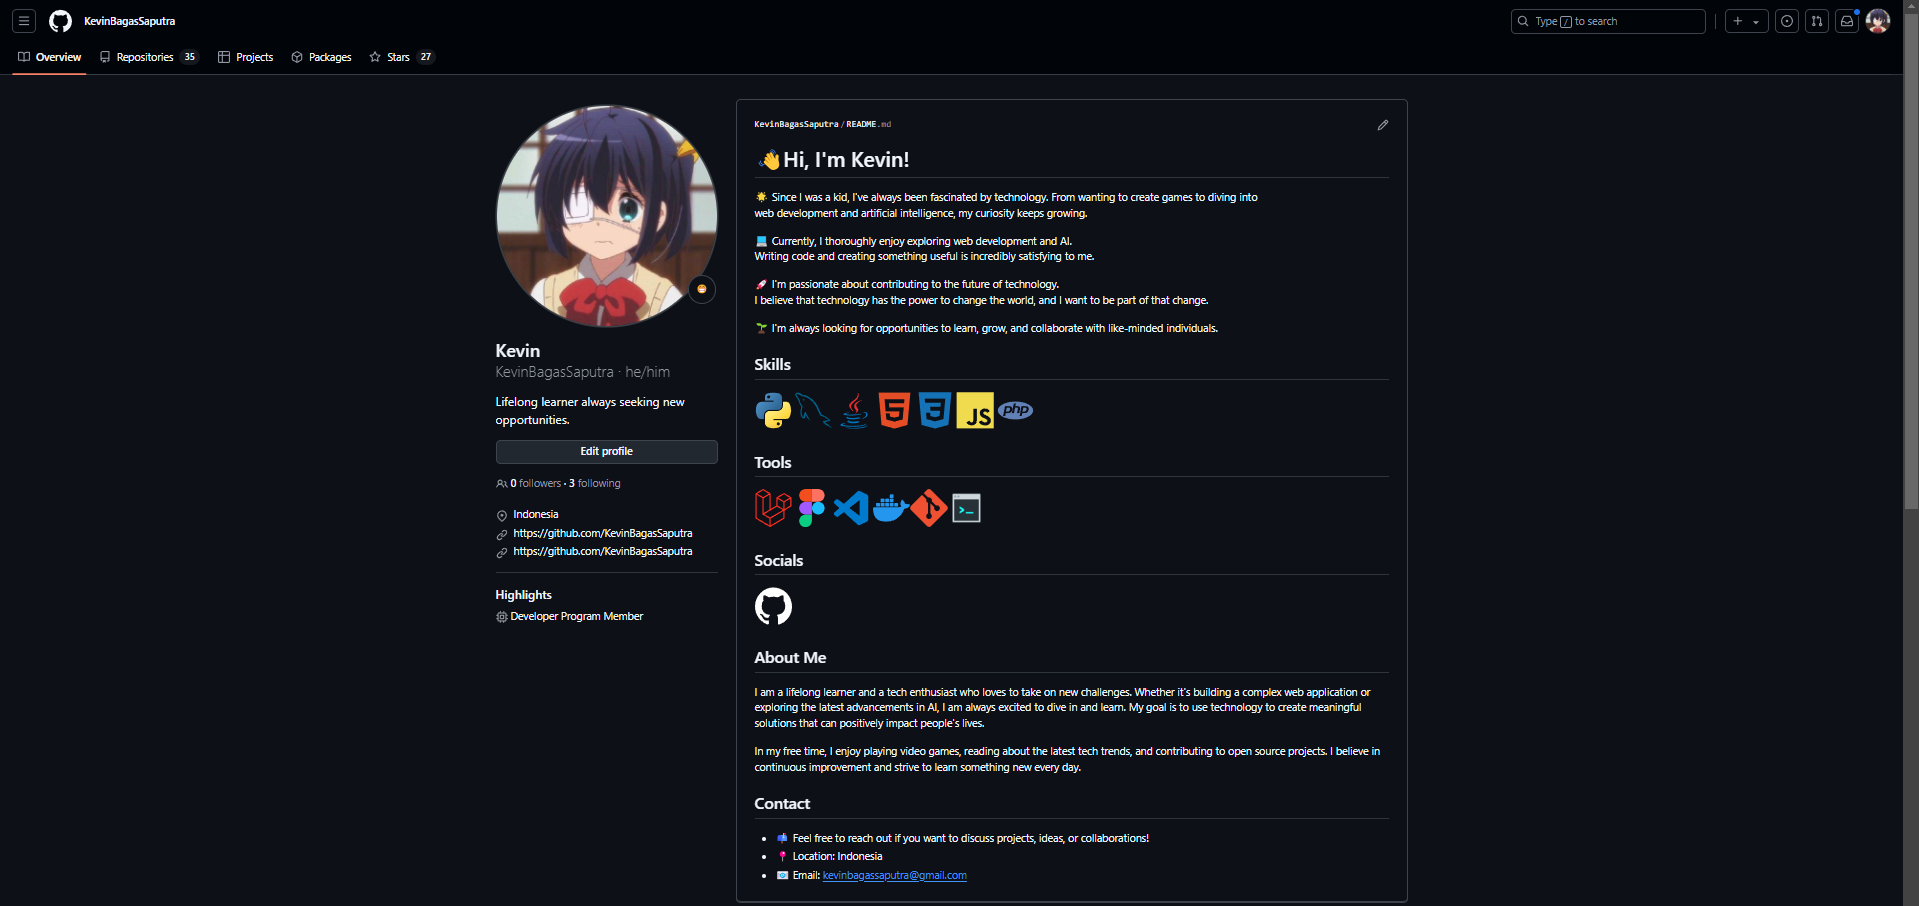 KevinBagasSaputra
Type / to search
Overview
Repositories 35
Projects
Packages
Stars 27
Kevin
KevinBagasSaputra · he/him
Lifelong learner always seeking new
opportunities.
Edit profile
0 followers · 3 following
Indonesia
https://github.com/KevinBagasSaputra
https://github.com/KevinBagasSaputra
Highlights
Developer Program Member
KevinBagasSaputra / README.md
👋Hi, I'm Kevin!
🌟 Since I was a kid, I've always been fascinated by technology. From wanting to create games to diving into
web development and artificial intelligence, my curiosity keeps growing.
💻 Currently, I thoroughly enjoy exploring web development and AI.
Writing code and creating something useful is incredibly satisfying to me.
🚀 I'm passionate about contributing to the future of technology.
I believe that technology has the power to change the world, and I want to be part of that change.
🌱 I'm always looking for opportunities to learn, grow, and collaborate with like-minded individuals.
Skills
5 3 JS php
Tools
Socials
About Me
I am a lifelong learner and a tech enthusiast who loves to take on new challenges. Whether it's building a complex web application or
exploring the latest advancements in AI, I am always excited to dive in and learn. My goal is to use technology to create meaningful
solutions that can positively impact people's lives.
In my free time, I enjoy playing video games, reading about the latest tech trends, and contributing to open source projects. I believe in
continuous improvement and strive to learn something new every day.
Contact
• 📬 Feel free to reach out if you want to discuss projects, ideas, or collaborations!
• 📍 Location: Indonesia
• 📧 Email: kevinbagassaputra@gmail.com